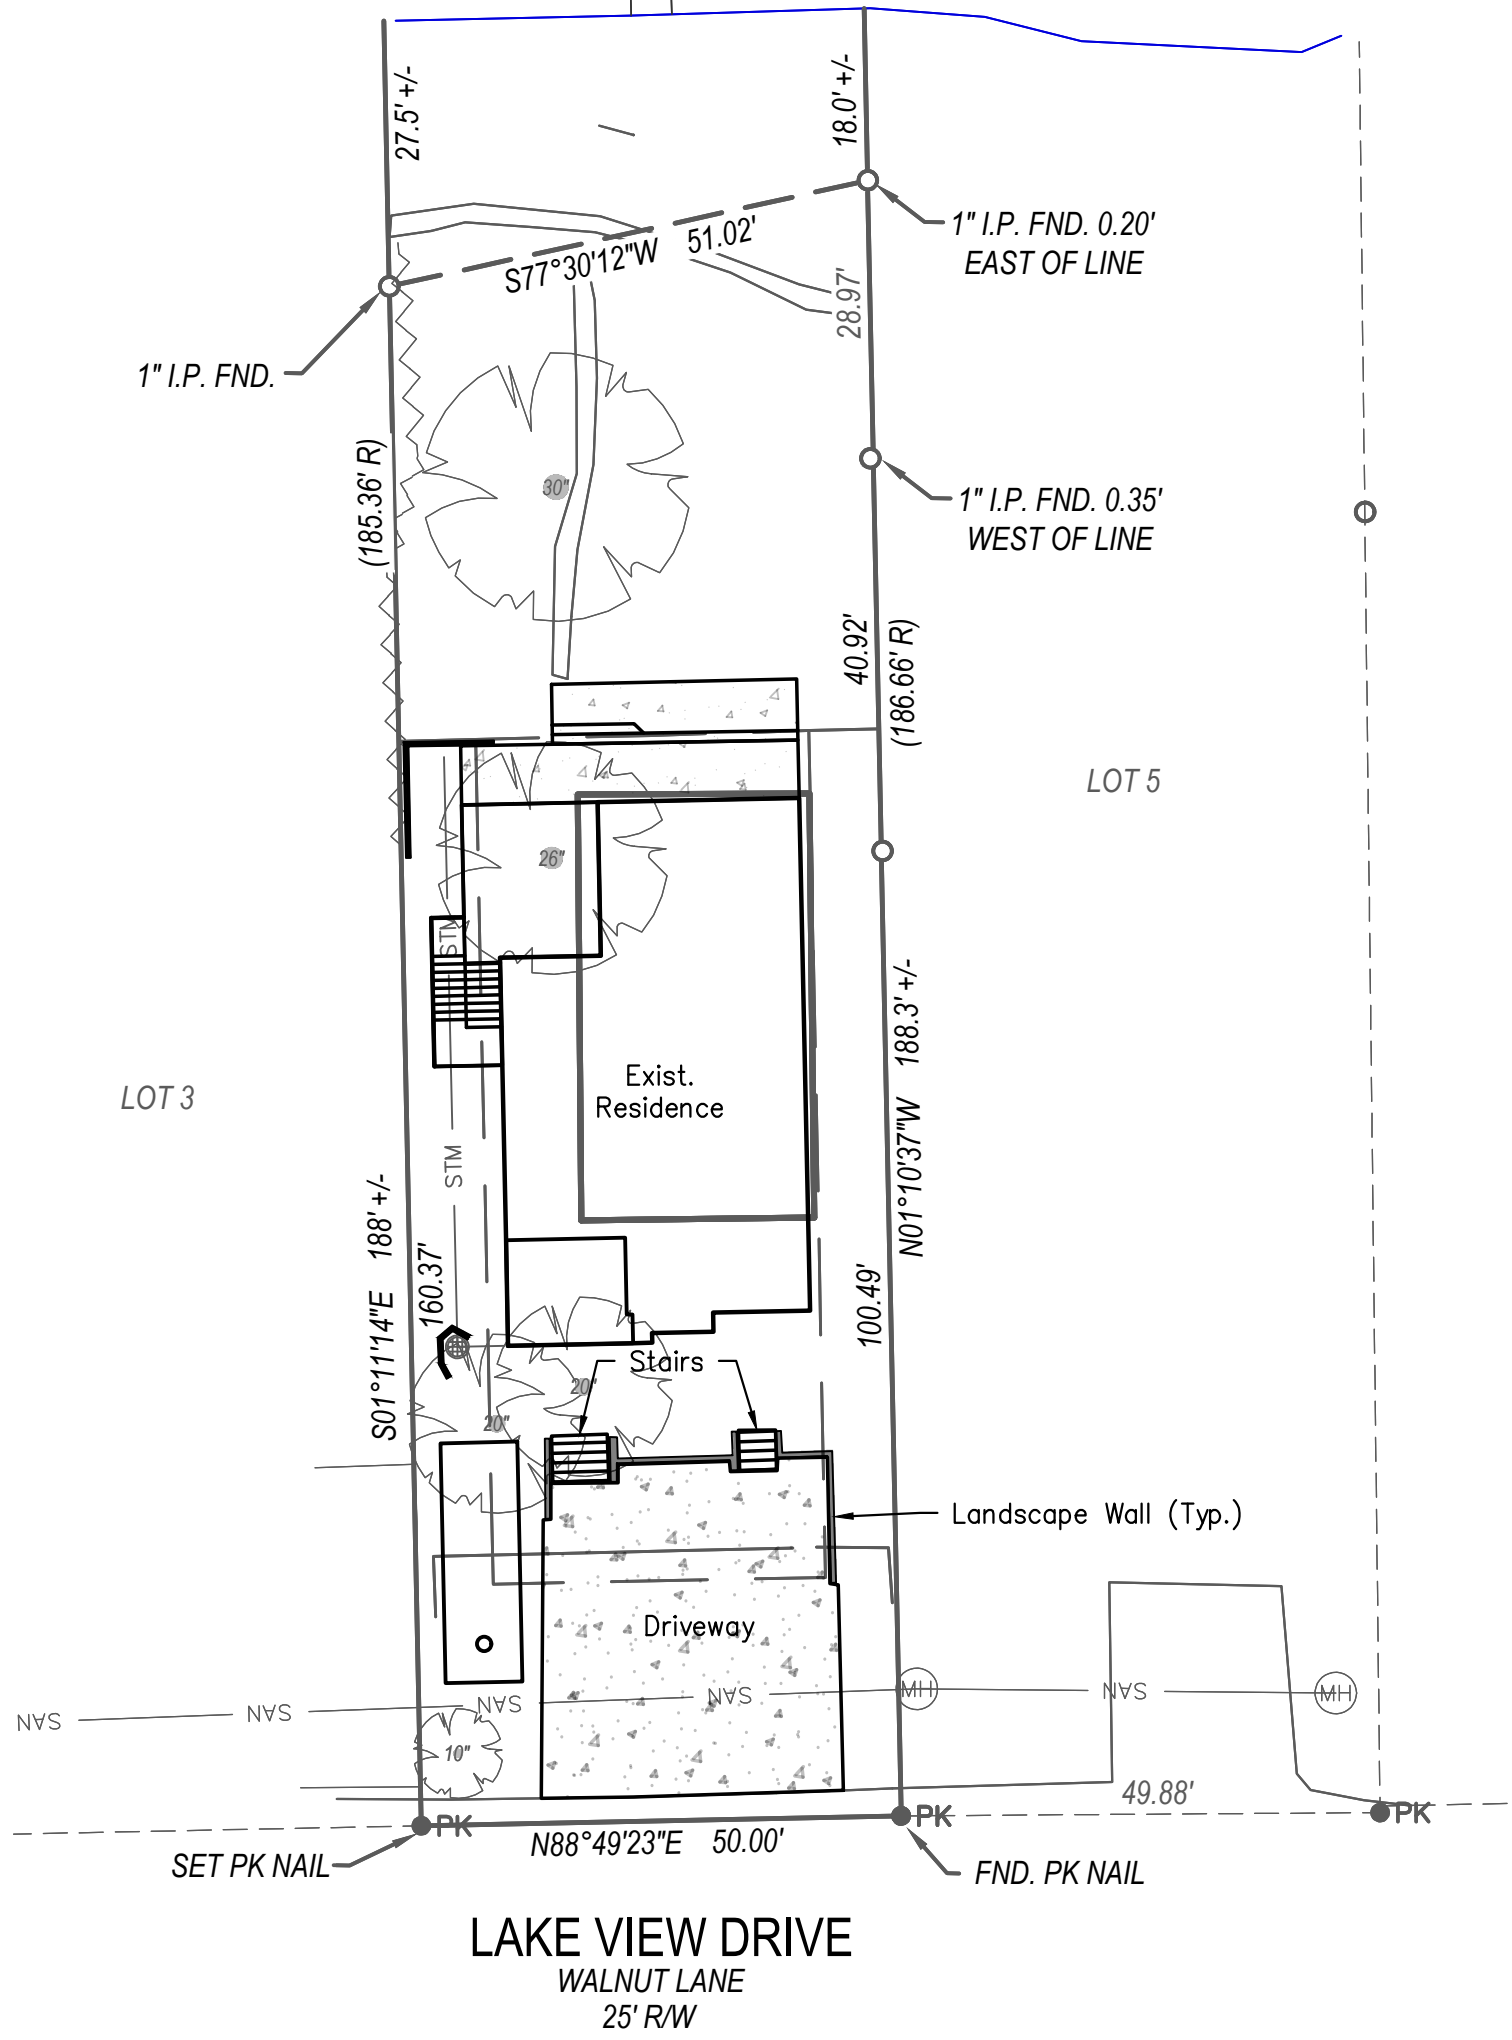 27.5' +/-
18.0' +/-
1" I.P. FND. 0.20'
EAST OF LINE
S77°30'12"W 51.02'
28.97'
1" I.P. FND.
(185.36' R)
30"
1" I.P. FND. 0.35'
WEST OF LINE
40.92'
(186.66' R)
LOT 5
26"
STM
Exist.
Residence
LOT 3
STM
N01°10'37"W 188.3' +/-
S01°11'14"E 188' +/-
160.37'
100.49'
Stairs
20"
20"
Landscape Wall (Typ.)
Driveway
SAN
SAN
SAN
SAN
MH
SAN
MH
10"
49.88'
PK
PK
PK
N88°49'23"E 50.00'
SET PK NAIL
FND. PK NAIL
LAKE VIEW DRIVE
WALNUT LANE
25' R/W